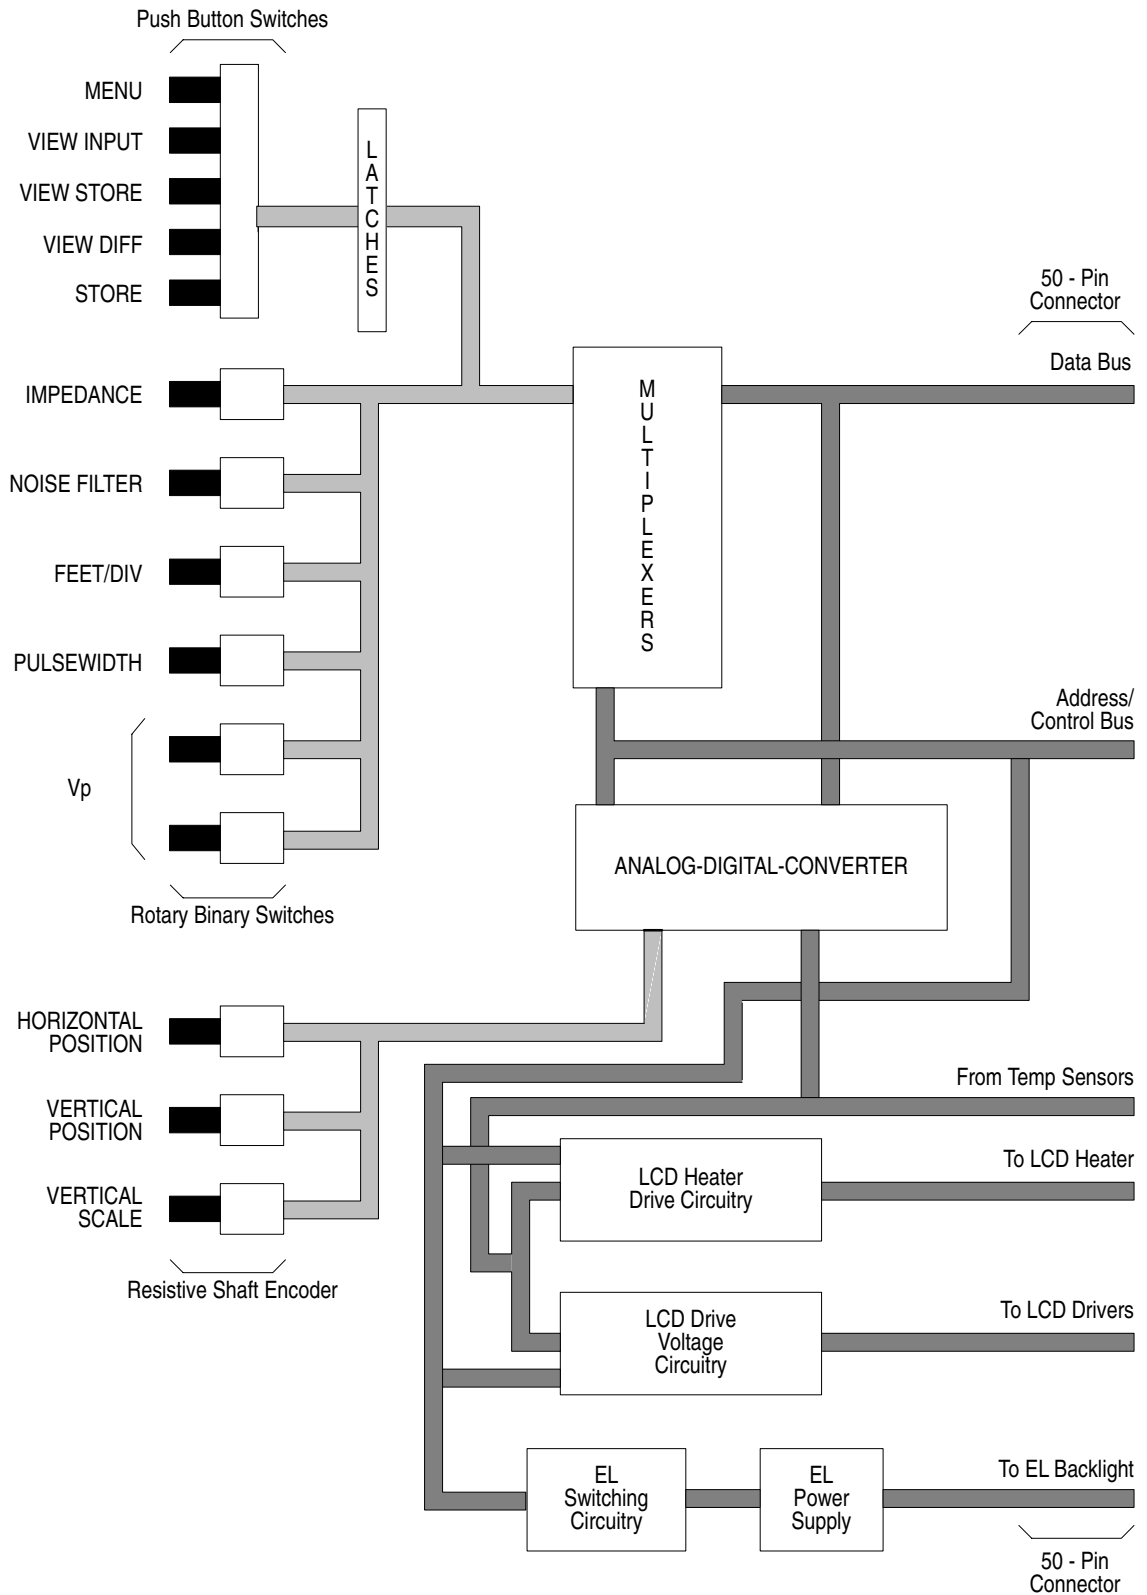 Push Button Switches
MENU
VIEW INPUT
VIEW STORE
VIEW DIFF
STORE
LATCHES
IMPEDANCE
NOISE FILTER
FEET/DIV
PULSEWIDTH
Vp
Rotary Binary Switches
MULTIPLEXERS
50 - Pin
Connector
Data Bus
Address/
Control Bus
ANALOG-DIGITAL-CONVERTER
HORIZONTAL
POSITION
VERTICAL
POSITION
VERTICAL
SCALE
Resistive Shaft Encoder
From Temp Sensors
LCD Heater
Drive Circuitry
To LCD Heater
LCD Drive
Voltage
Circuitry
To LCD Drivers
EL
Switching
Circuitry
EL
Power
Supply
To EL Backlight
50 - Pin
Connector